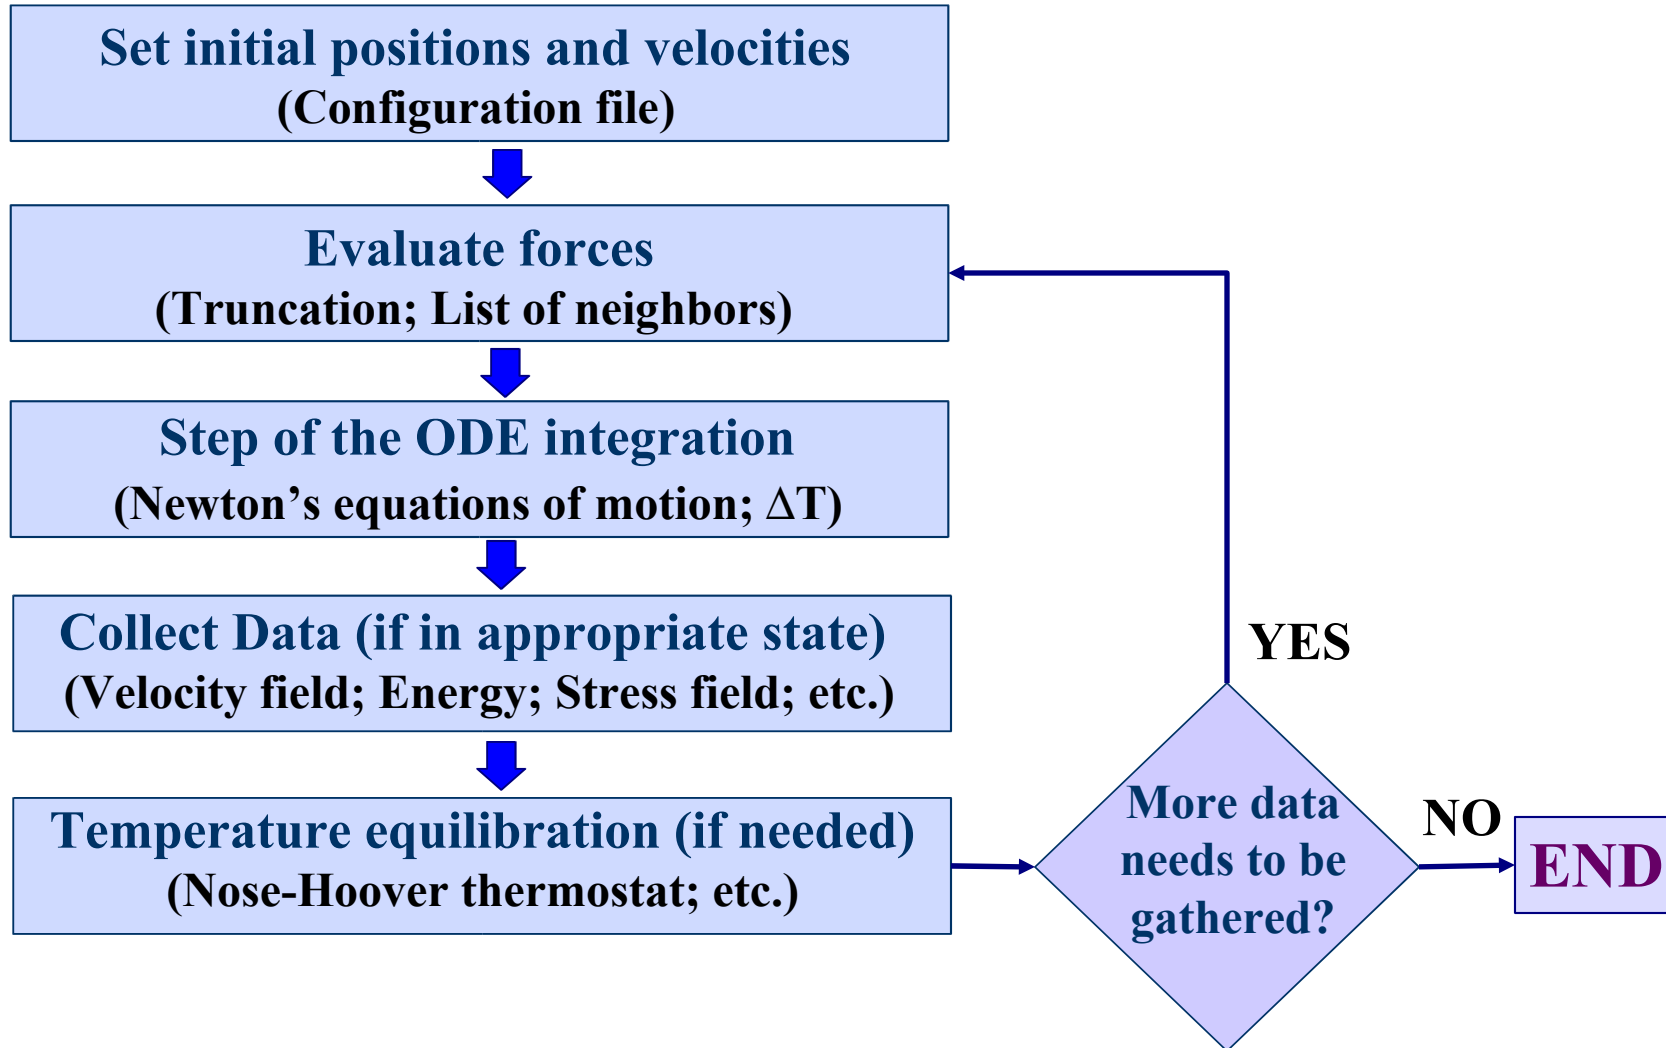 Set initial positions and velocities
(Configuration file)
Evaluate forces
(Truncation; List of neighbors)
Step of the ODE integration
(Newton’s equations of motion; ΔT)
Collect Data (if in appropriate state)
(Velocity field; Energy; Stress field; etc.)
Temperature equilibration (if needed)
(Nose-Hoover thermostat; etc.)
YES
More data
needs to be
gathered?
NO
END